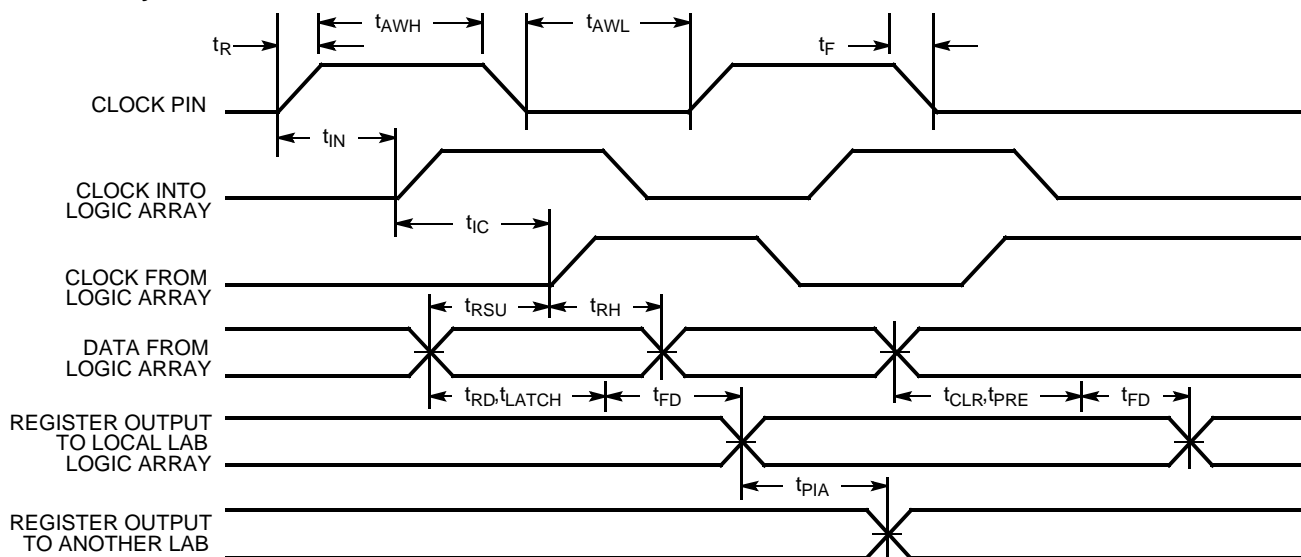 tAWH
tAWL
tR
tF
CLOCK PIN
tIN
CLOCK INTO
LOGIC ARRAY
tIC
CLOCK FROM
LOGIC ARRAY
tRSU
tRH
DATA FROM
LOGIC ARRAY
tRD,tLATCH
tFD
tCLR,tPRE
tFD
REGISTER OUTPUT
TO LOCAL LAB
LOGIC ARRAY
tPIA
REGISTER OUTPUT
TO ANOTHER LAB